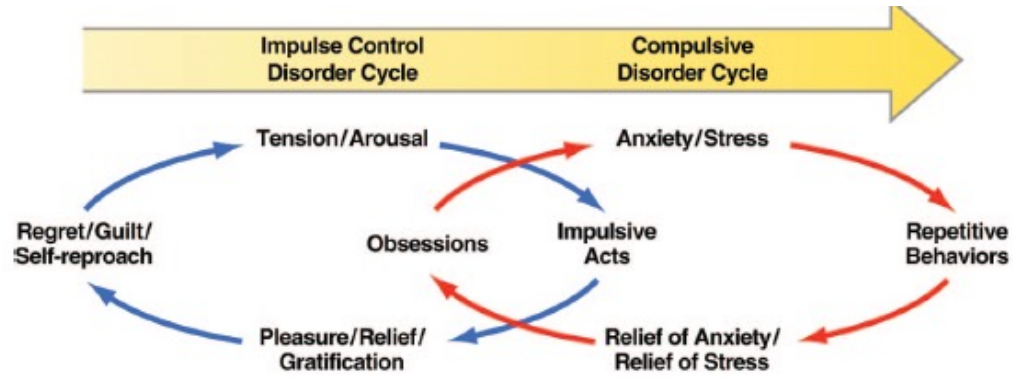 Impulse Control
Disorder Cycle
Compulsive
Disorder Cycle
Tension/Arousal
Anxiety/Stress
Regret/Guilt/
Self-reproach
Obsessions
Impulsive
Acts
Repetitive
Behaviors
Pleasure/Relief/
Gratification
Relief of Anxiety/
Relief of Stress